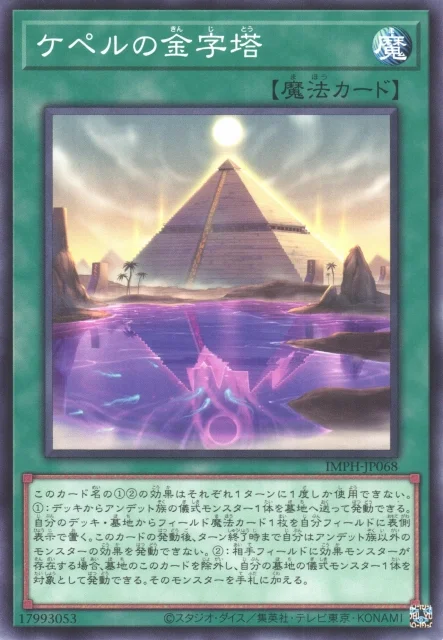 ケペルの金字塔
魔
【魔法カード】
IMPH-JP068
このカード名の①②の効果はそれぞれ1ターンに1度しか使用できない。
①:デッキからアンデット族の儀式モンスター1体を墓地へ送って発動できる。
自分のデッキ・墓地からフィールド魔法カード1枚を自分フィールドに表側
表示で置く。このカードの発動後、ターン終了時まで自分はアンデット族以外の
モンスターの効果を発動できない。②:相手フィールドに効果モンスターが
存在する場合、墓地のこのカードを除外し、自分の墓地の儀式モンスター1体を
対象として発動できる。そのモンスターを手札に加える。
17993053
©スタジオ・ダイス/集英社・テレビ東京・KONAMI